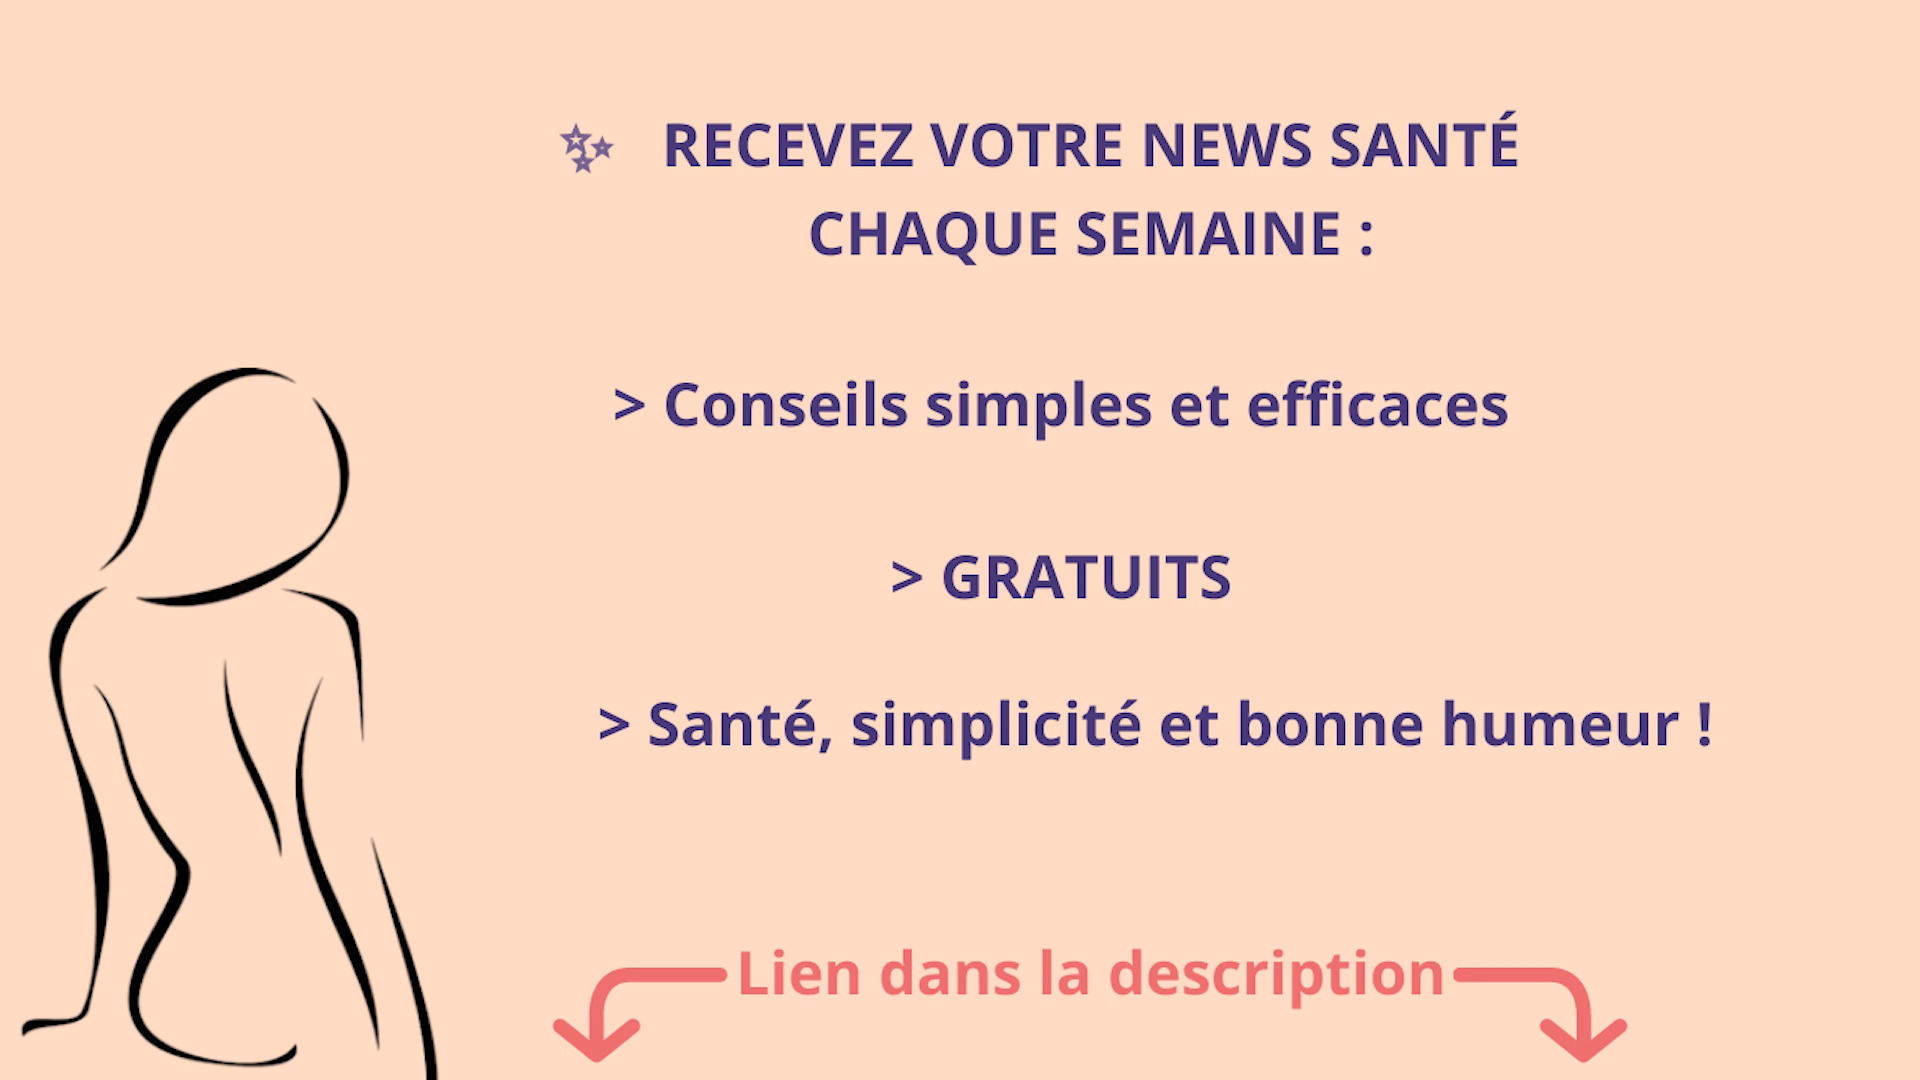 RECEVEZ VOTRE NEWS SANTÉ
CHAQUE SEMAINE :
> Conseils simples et efficaces
> GRATUITS
> Santé, simplicité et bonne humeur !
Lien dans la description